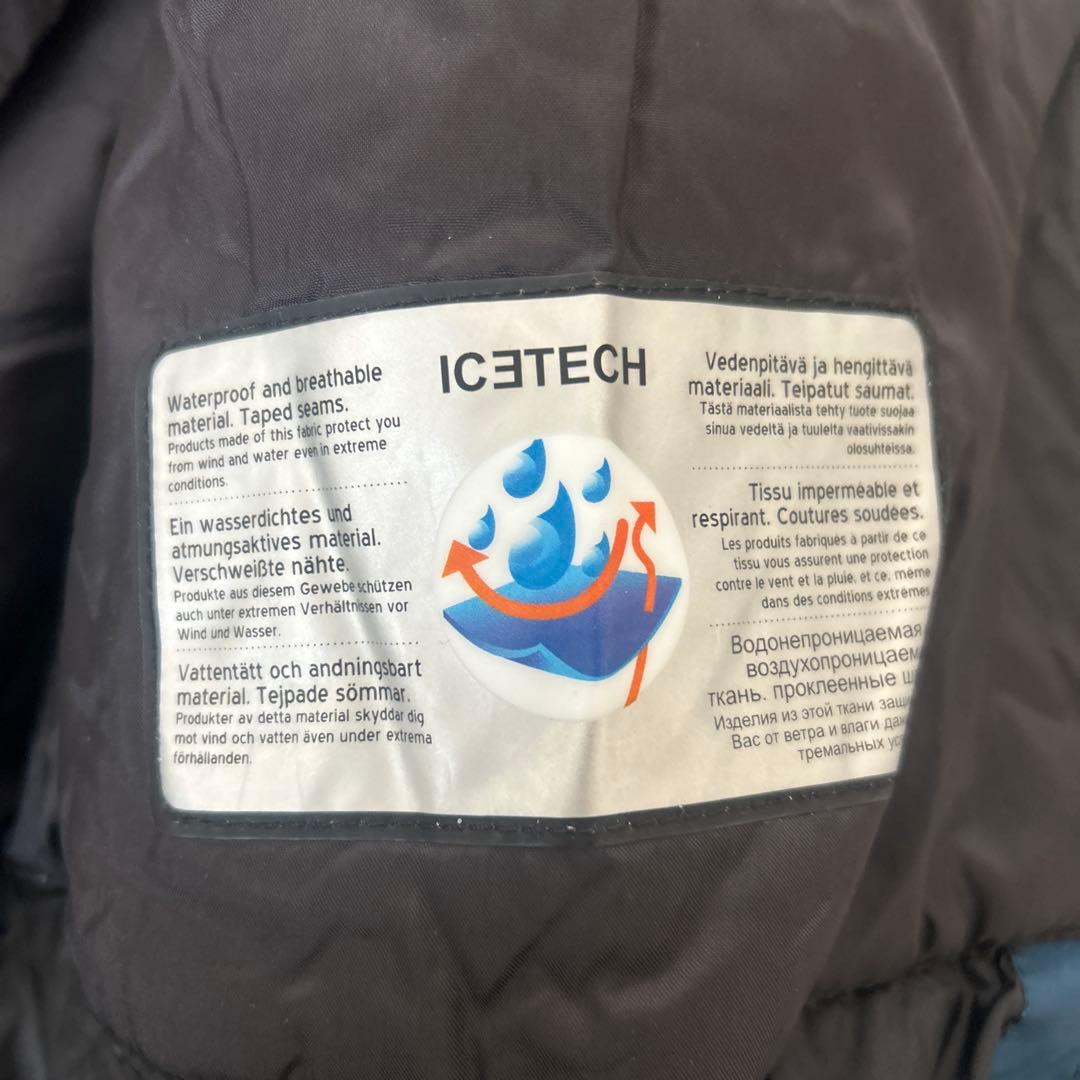 ICƎTECH
Waterproof and breathable
material. Taped seams.
Products made of this fabric protect you
from wind and water even in extreme
conditions.
Ein wasserdichtes und
atmungsaktives material.
Verschweißte nähte.
Produkte aus diesem Gewebe schützen
auch unter extremen Verhältnissen vor
Wind und Wasser.
Vattentätt och andningsbart
material. Tejpade sömmar.
Produkter av detta material skyddar dig
mot vind och vatten även under extrema
förhållanden.
Vedenpitävä ja hengittävä
materiaali. Teipatut saumat.
Tästä materiaalista tehty tuote suojaa
sinua vedeltä ja tuulelta vaativissakin
olosuhteissa.
Tissu imperméable et
respirant. Coutures soudées.
Les produits fabriqués à partir de ce
tissu vous assurent une protection
contre le vent et la pluie, et ce, même
dans des conditions extrêmes
Водонепроницаемая
воздухопроницаем
ткань. проклеенные ш
Изделия из этой ткани защи
Вас от ветра и влаги даж
тремальных усл